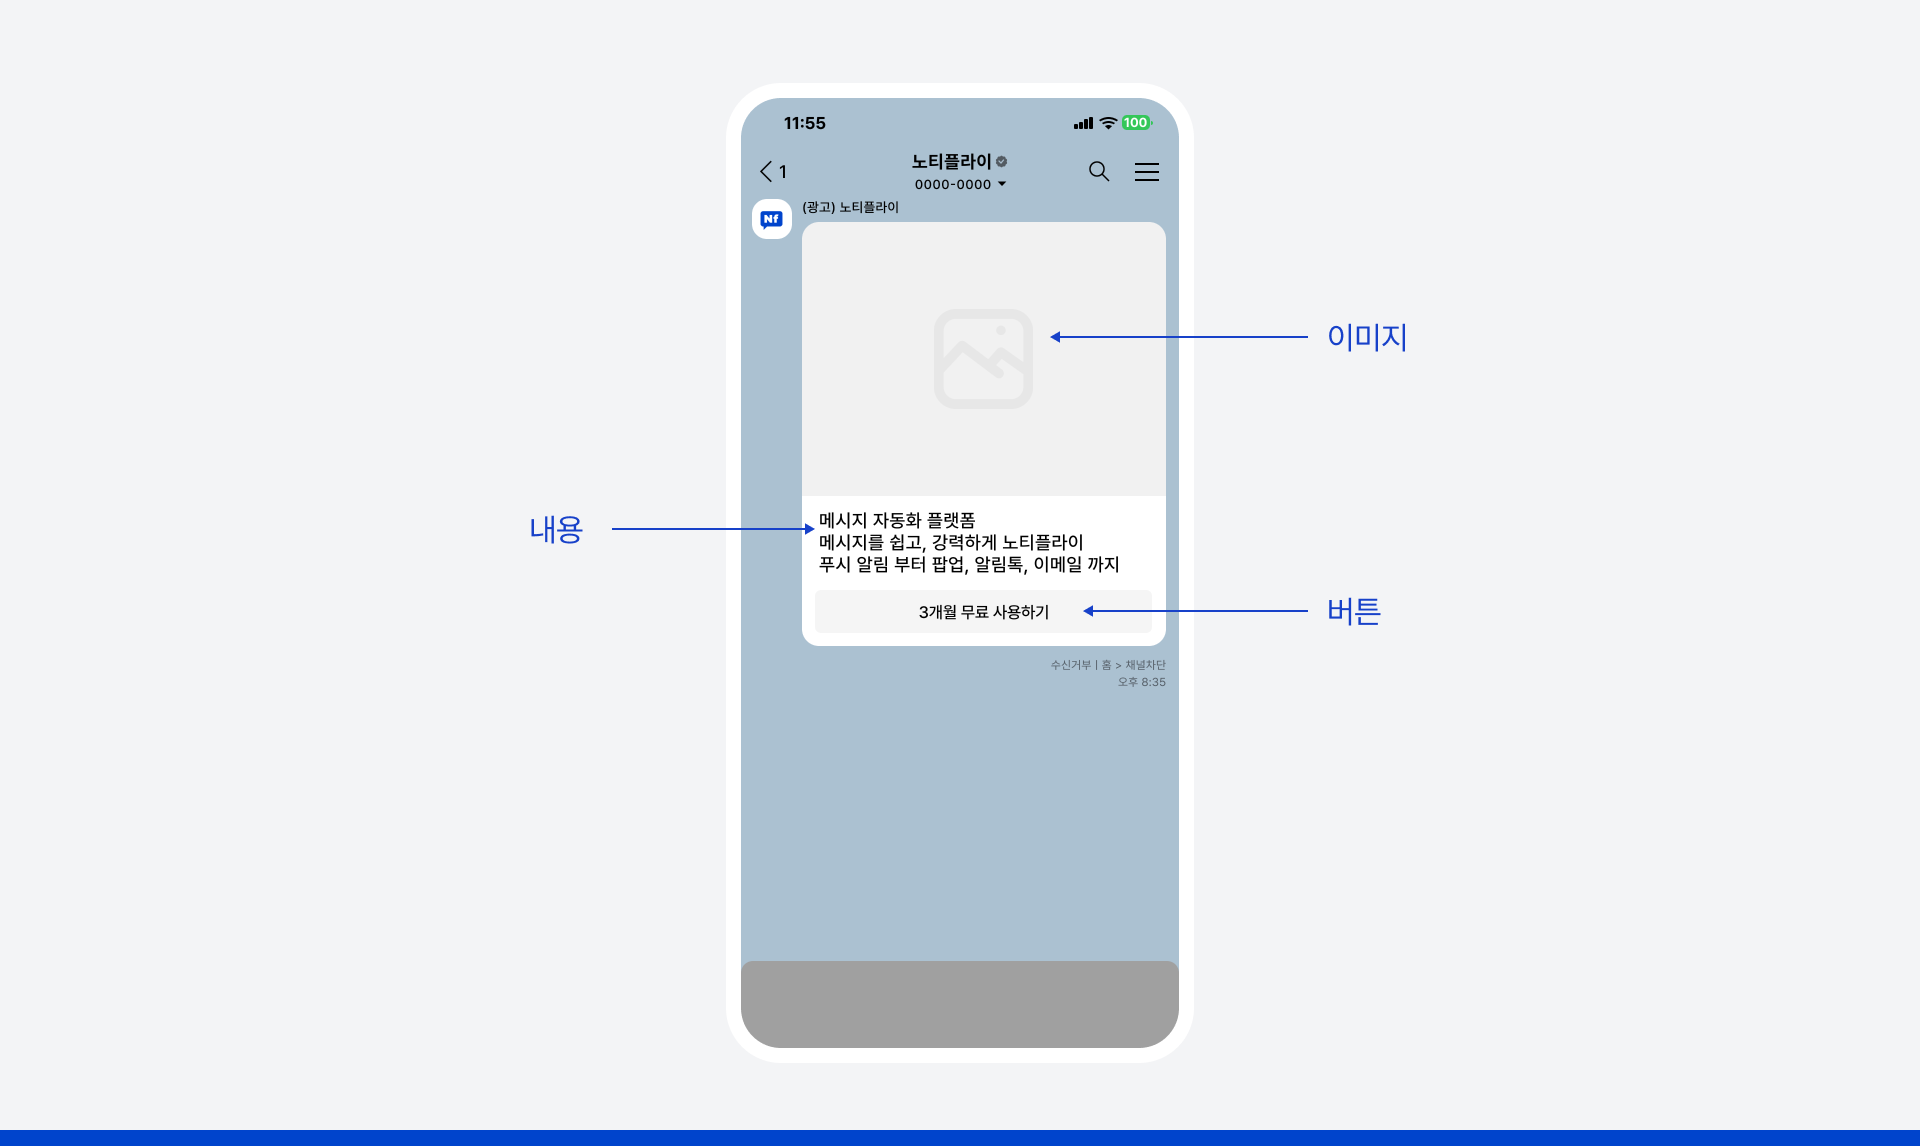 11:55
100
1
노티플라이
0000-0000
Nf
(광고) 노티플라이
이미지
내용
메시지 자동화 플랫폼
메시지를 쉽고, 강력하게 노티플라이
푸시 알림 부터 팝업, 알림톡, 이메일 까지
3개월 무료 사용하기
버튼
수신거부 | 홈 > 채널차단
오후 8:35